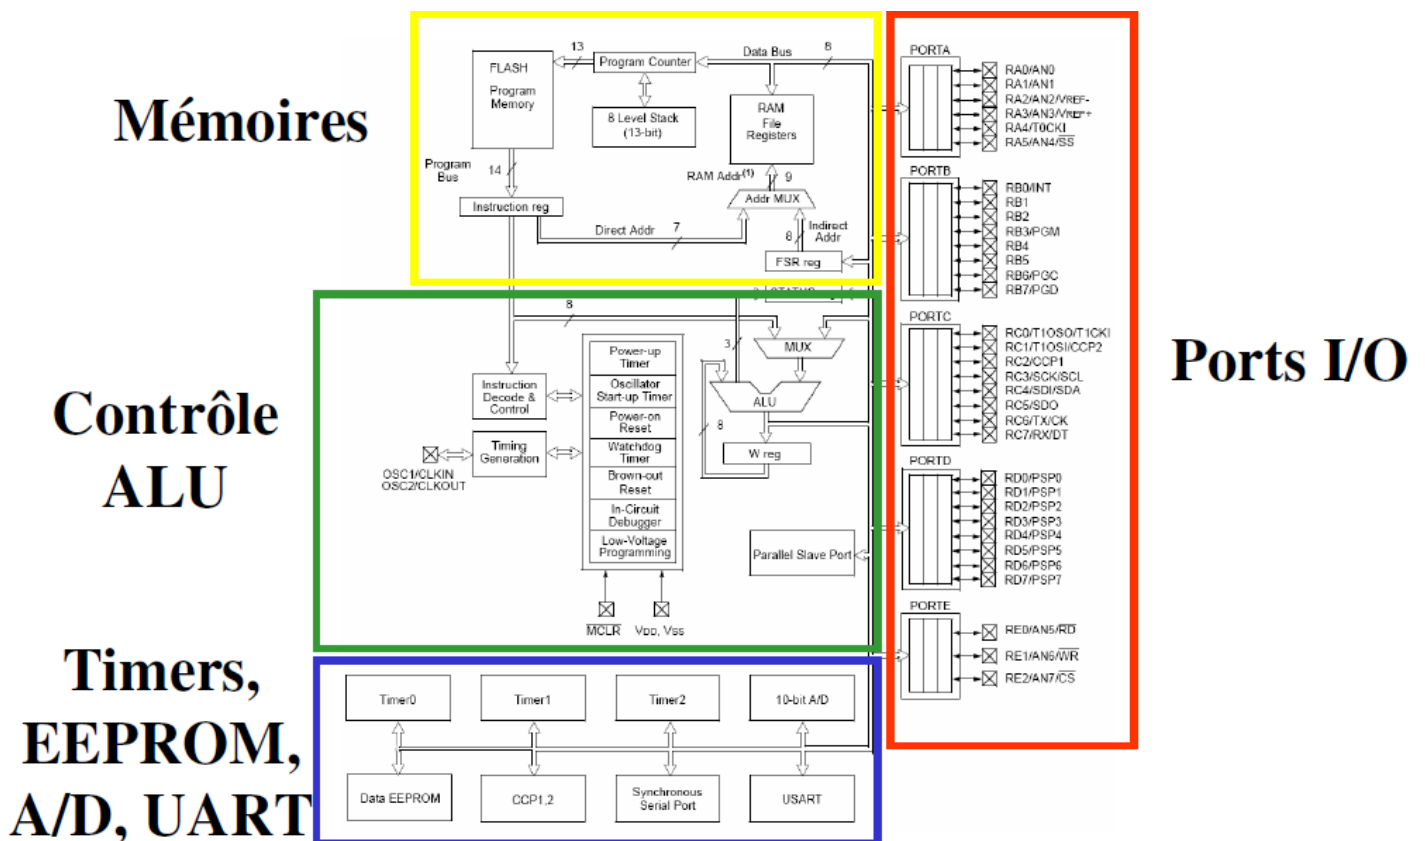 Mémoires
Contrôle
ALU
Timers,
EEPROM,
A/D, UART
Ports I/O
FLASH
Program
Memory
13
Program Counter
Data Bus
8
8 Level Stack
(13-bit)
RAM
File
Registers
Program
Bus
14
RAM Addr(1)
9
Addr MUX
Instruction reg
Direct Addr
7
8
Indirect
Addr
FSR reg
8
3
MUX
Power-up
Timer
Oscillator
Start-up Timer
Power-on
Reset
Watchdog
Timer
Brown-out
Reset
In-Circuit
Debugger
Low-Voltage
Programming
Instruction
Decode &
Control
Timing
Generation
OSC1/CLKIN
OSC2/CLKOUT
ALU
8
W reg
Parallel Slave Port
MCLR
VDD, VSS
Timer0
Timer1
Timer2
10-bit A/D
Data EEPROM
CCP1,2
Synchronous
Serial Port
USART
PORTA
RA0/AN0
RA1/AN1
RA2/AN2/VREF-
RA3/AN3/VREF+
RA4/T0CKI
RA5/AN4/SS
PORTB
RB0/INT
RB1
RB2
RB3/PGM
RB4
RB5
RB6/PGC
RB7/PGD
PORTC
RC0/T1OSO/T1CKI
RC1/T1OSI/CCP2
RC2/CCP1
RC3/SCK/SCL
RC4/SDI/SDA
RC5/SDO
RC6/TX/CK
RC7/RX/DT
PORTD
RD0/PSP0
RD1/PSP1
RD2/PSP2
RD3/PSP3
RD4/PSP4
RD5/PSP5
RD6/PSP6
RD7/PSP7
PORTE
RE0/AN5/RD
RE1/AN6/WR
RE2/AN7/CS